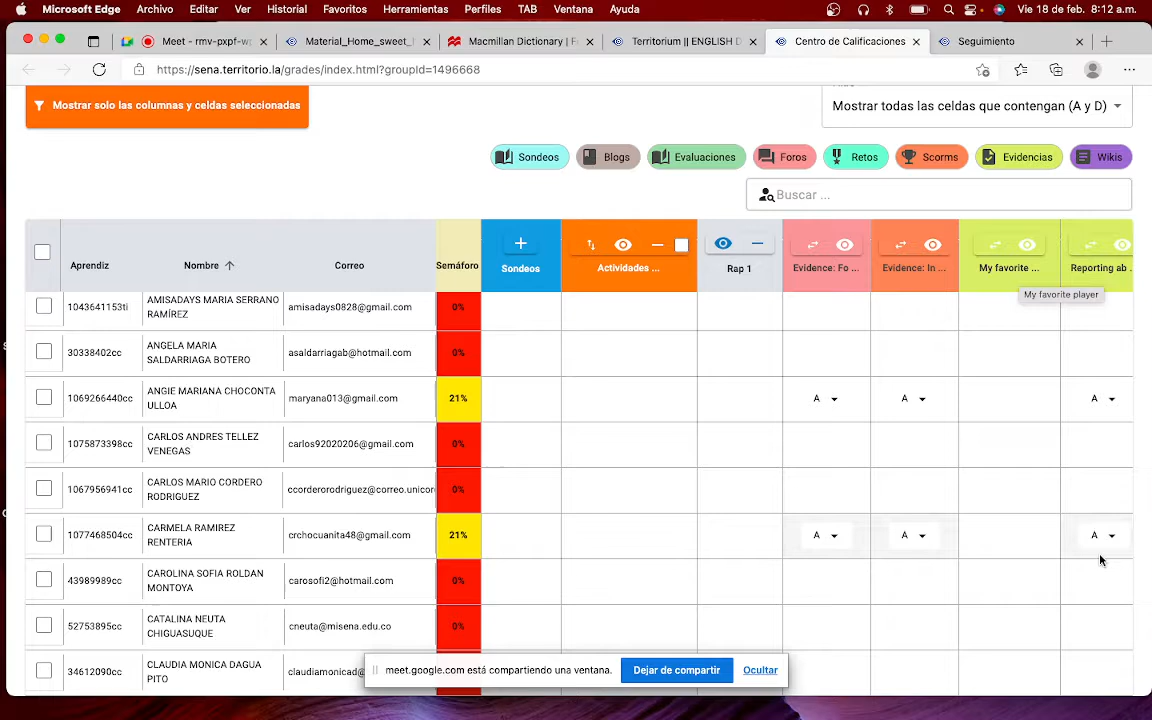 Microsoft Edge Archivo Editar Ver Historial Favoritos Herramientas Perfiles TAB Ventana Ayuda Vie 18 de feb. 8:12 a.m.
Meet - rmv-pxpf-w Material_Home_sweet_ Macmillan Dictionary | F Territorium || ENGLISH D Centro de Calificaciones Seguimiento
https://sena.territorio.la/grades/index.html?groupId=1496668
Mostrar solo las columnas y celdas seleccionadas
Mostrar todas las celdas que contengan (A y D)
Sondeos Blogs Evaluaciones Foros Retos Scorms Evidencias Wikis
Buscar ...
Aprendiz Nombre Correo Semáforo Sondeos Actividades ... Rap 1 Evidence: Fo ... Evidence: In ... My favorite ... Reporting ab .
My favorite player
1043641153ti AMISADAYS MARIA SERRANO RAMÍREZ amisadays0828@gmail.com 0%
30338402cc ANGELA MARIA SALDARRIAGA BOTERO asaldarriagab@hotmail.com 0%
1069266440cc ANGIE MARIANA CHOCONTA ULLOA maryana013@gmail.com 21% A A A
1075873398cc CARLOS ANDRES TELLEZ VENEGAS carlos92020206@gmail.com 0%
1067956941cc CARLOS MARIO CORDERO RODRIGUEZ ccorderorodriguez@correo.unicor 0%
1077468504cc CARMELA RAMIREZ RENTERIA crchocuanita48@gmail.com 21% A A A
43989989cc CAROLINA SOFIA ROLDAN MONTOYA carosofi2@hotmail.com 0%
52753895cc CATALINA NEUTA CHIGUASUQUE cneuta@misena.edu.co 0%
34612090cc CLAUDIA MONICA DAGUA PITO claudiamonicad
meet.google.com está compartiendo una ventana. Dejar de compartir Ocultar